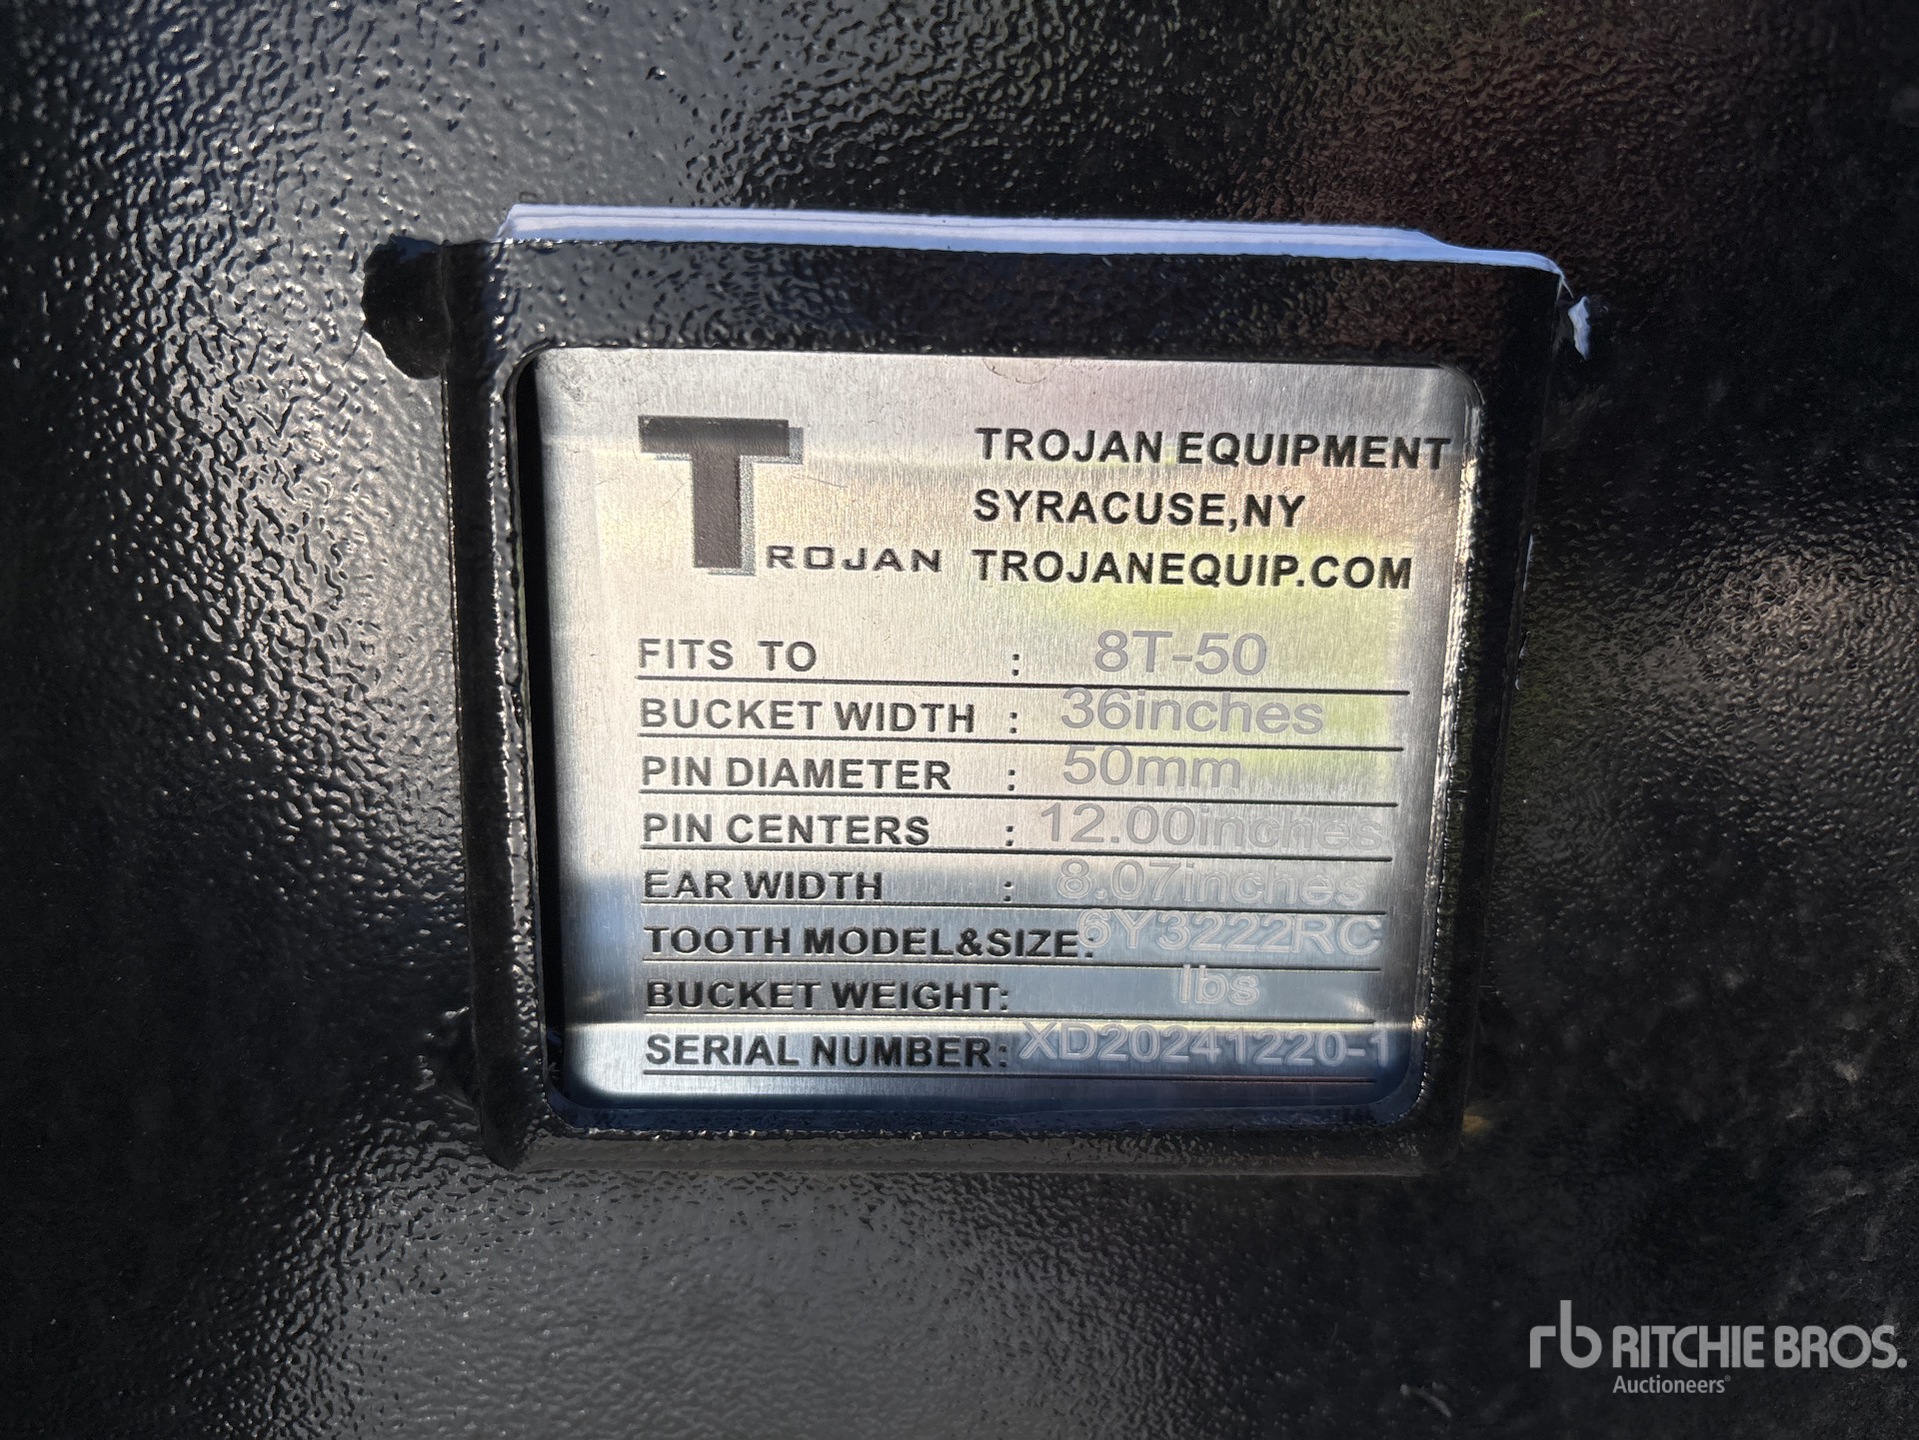 TROJAN
TROJAN EQUIPMENT
SYRACUSE,NY
TROJANEQUIP.COM
FITS TO : 8T-50
BUCKET WIDTH : 36inches
PIN DIAMETER : 50mm
PIN CENTERS : 12.00inches
EAR WIDTH : 8.07inches
TOOTH MODEL&SIZE: 6Y3222RC
BUCKET WEIGHT: lbs
SERIAL NUMBER: XD20241220-1
rb RITCHIE BROS.
Auctioneers®